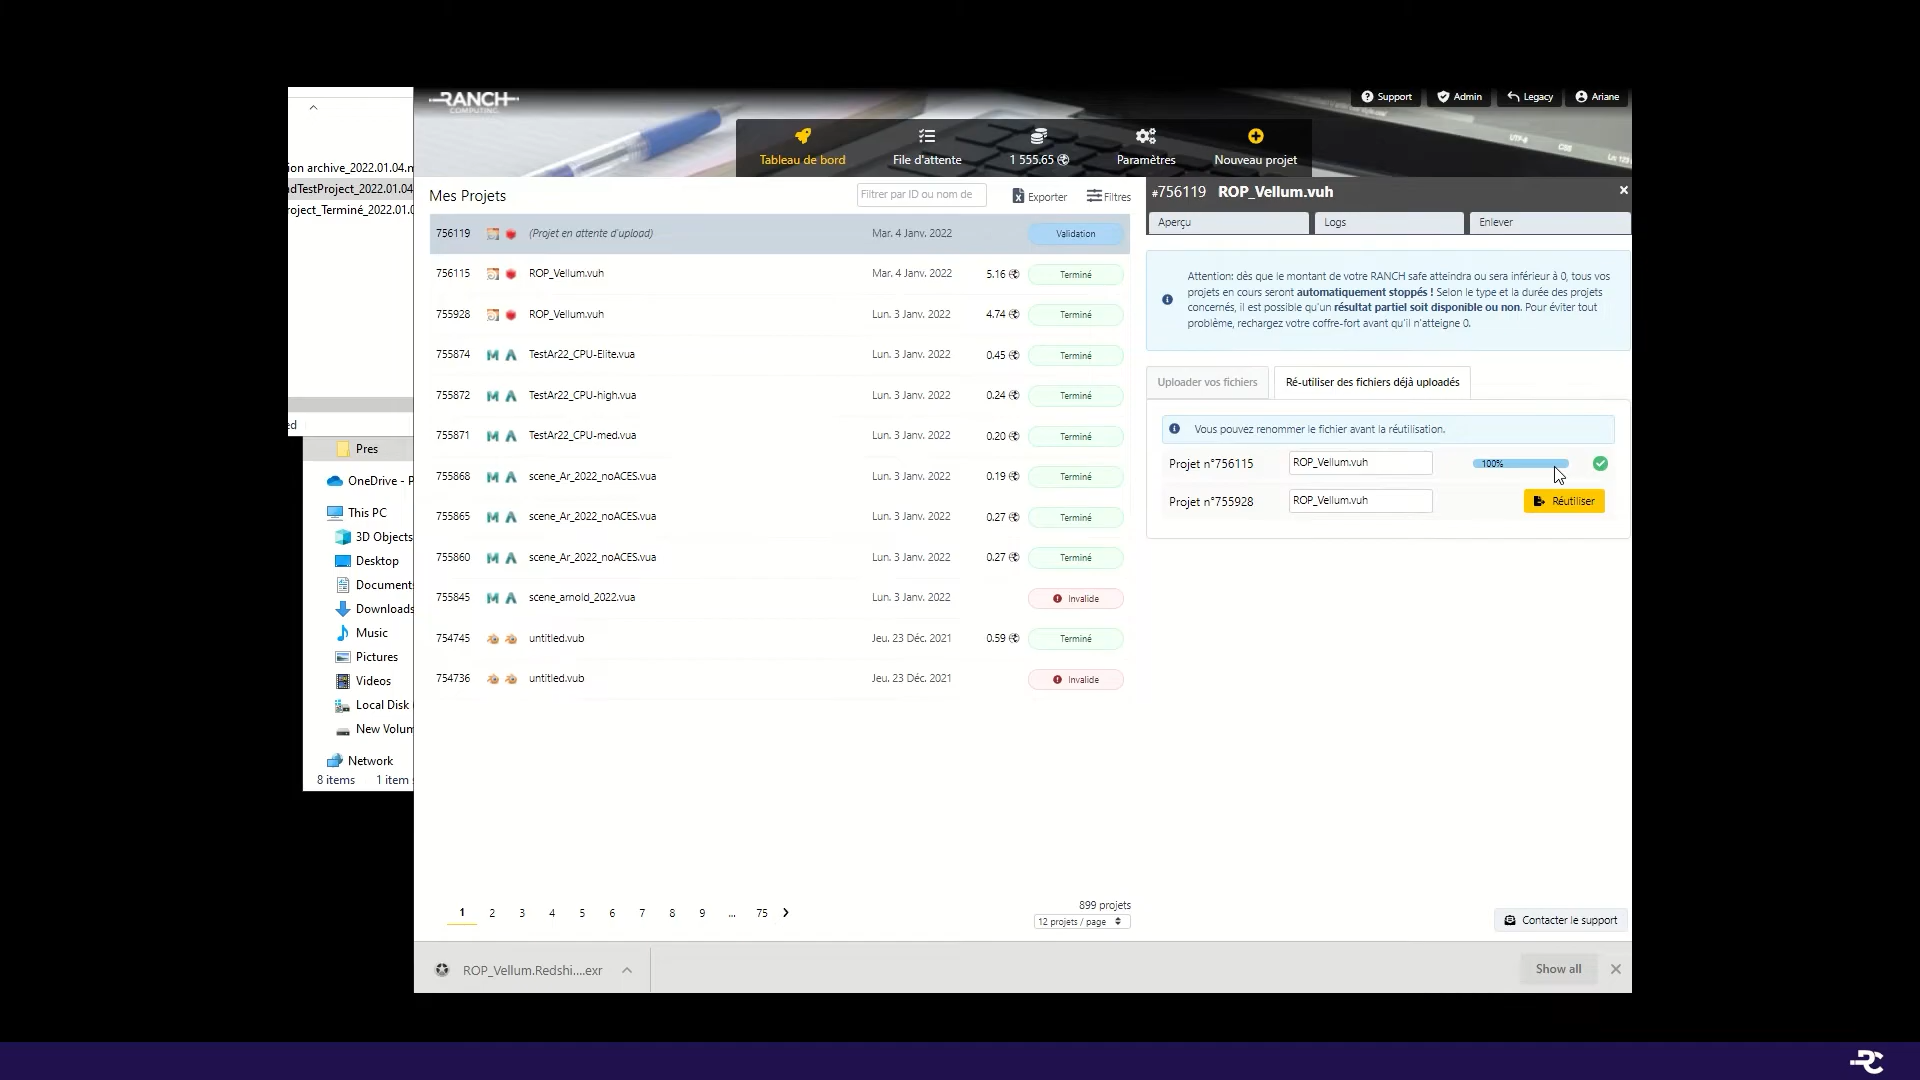 RANCH
COMPUTING
Support
Admin
Legacy
Ariane
Tableau de bord
File d'attente
1 555.65
Paramètres
Nouveau projet
ion archive_2022.01.04.m
ndTestProject_2022.01.04
roject_Terminé_2022.01.0
ed
Pres
OneDrive - P
This PC
3D Objects
Desktop
Document
Downloads
Music
Pictures
Videos
Local Disk
New Volum
Network
8 items 1 item
Mes Projets
Filtrer par ID ou nom de
Exporter
Filtres
756119 (Projet en attente d'upload) Mar. 4 Janv. 2022 Validation
756115 ROP_Vellum.vuh Mar. 4 Janv. 2022 5.16 Terminé
755928 ROP_Vellum.vuh Lun. 3 Janv. 2022 4.74 Terminé
755874 TestAr22_CPU-Elite.vua Lun. 3 Janv. 2022 0.45 Terminé
755872 TestAr22_CPU-high.vua Lun. 3 Janv. 2022 0.24 Terminé
755871 TestAr22_CPU-med.vua Lun. 3 Janv. 2022 0.20 Terminé
755868 scene_Ar_2022_noACES.vua Lun. 3 Janv. 2022 0.19 Terminé
755865 scene_Ar_2022_noACES.vua Lun. 3 Janv. 2022 0.27 Terminé
755860 scene_Ar_2022_noACES.vua Lun. 3 Janv. 2022 0.27 Terminé
755845 scene_arnold_2022.vua Lun. 3 Janv. 2022 Invalide
754745 untitled.vub Jeu. 23 Déc. 2021 0.59 Terminé
754736 untitled.vub Jeu. 23 Déc. 2021 Invalide
1 2 3 4 5 6 7 8 9 ... 75
899 projets
12 projets / page
#756119 ROP_Vellum.vuh
Aperçu
Logs
Enlever
Attention: dès que le montant de votre RANCH safe atteindra ou sera inférieur à 0, tous vos
projets en cours seront automatiquement stoppés ! Selon le type et la durée des projets
concernés, il est possible qu'un résultat partiel soit disponible ou non. Pour éviter tout
problème, rechargez votre coffre-fort avant qu'il n'atteigne 0.
Uploader vos fichiers
Ré-utiliser des fichiers déjà uploadés
Vous pouvez renommer le fichier avant la réutilisation.
Projet n°756115 ROP_Vellum.vuh 100%
Projet n°755928 ROP_Vellum.vuh Réutiliser
Contacter le support
ROP_Vellum.Redshi....exr
Show all